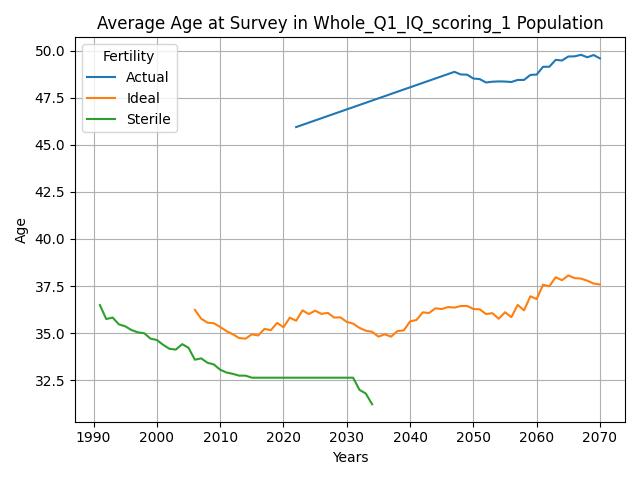 Average Age at Survey in Whole_Q1_IQ_scoring_1 Population
Fertility
Actual
Ideal
Sterile
50.0
47.5
45.0
42.5
40.0
37.5
35.0
32.5
Age
1990 2000 2010 2020 2030 2040 2050 2060 2070
Years